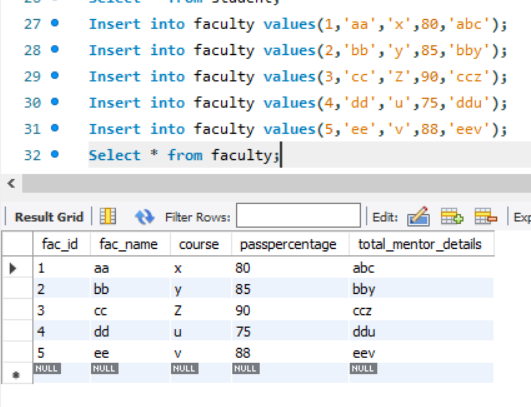 26 Select * from student;
27 Insert into faculty values(1,'aa','x',80,'abc');
28 Insert into faculty values(2,'bb','y',85,'bby');
29 Insert into faculty values(3,'cc','Z',90,'ccz');
30 Insert into faculty values(4,'dd','u',75,'ddu');
31 Insert into faculty values(5,'ee','v',88,'eev');
32 Select * from faculty;
Result Grid Filter Rows: Edit: Exp
fac_id fac_name course passpercentage total_mentor_details
1 aa x 80 abc
2 bb y 85 bby
3 cc Z 90 ccz
4 dd u 75 ddu
5 ee v 88 eev
NULL NULL NULL NULL NULL